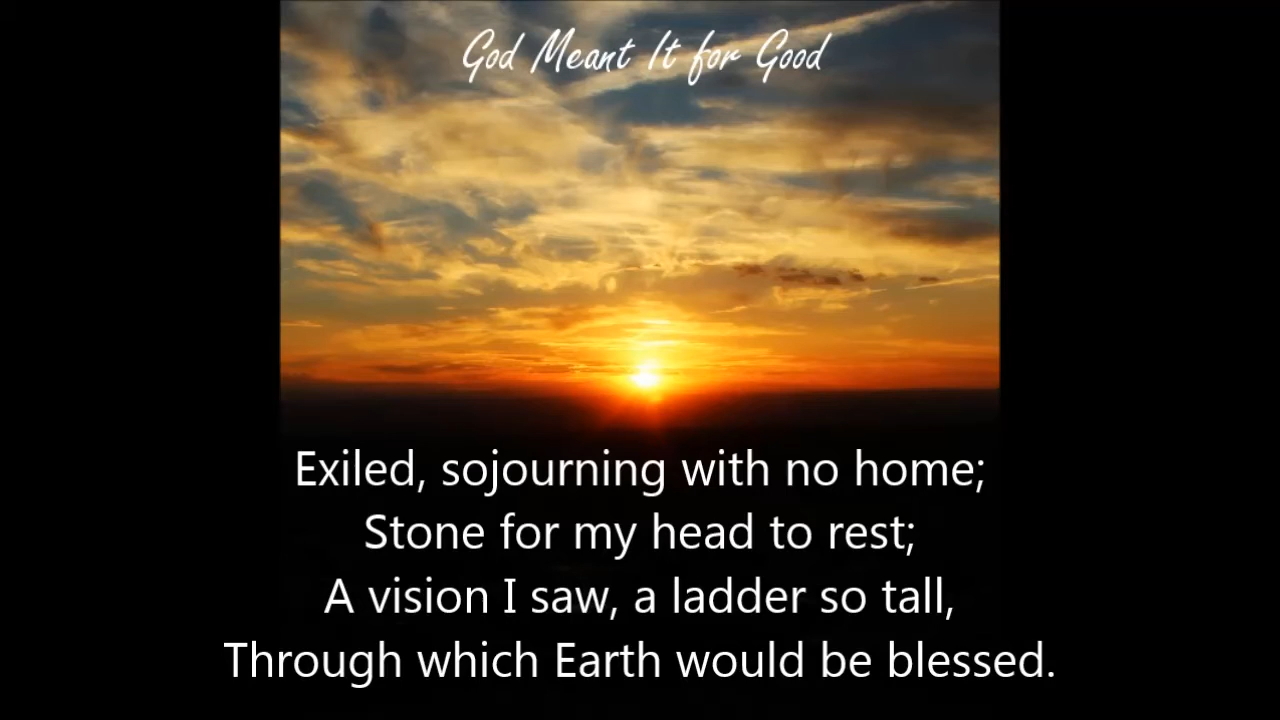 God Meant It for Good
Exiled, sojourning with no home;
Stone for my head to rest;
A vision I saw, a ladder so tall,
Through which Earth would be blessed.